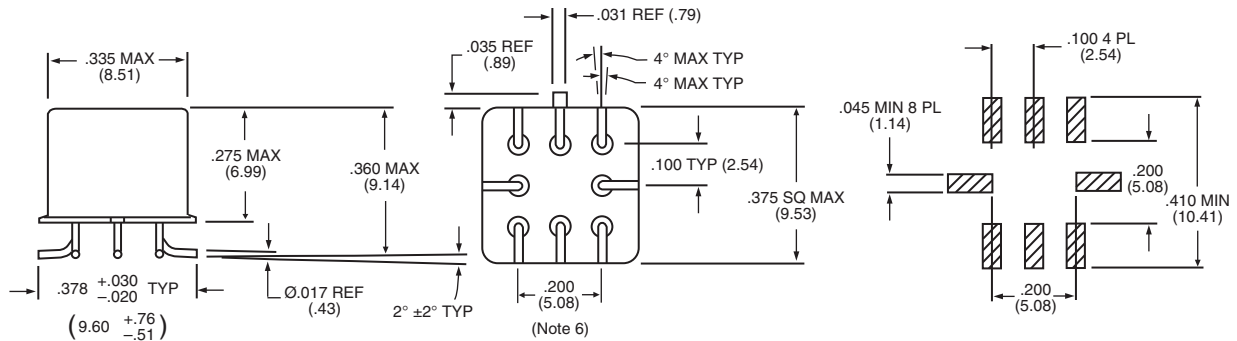 .335 MAX
(8.51)
.275 MAX
(6.99)
.360 MAX
(9.14)
.378 +.030 –.020 TYP
(9.60 +.76 –.51)
Ø.017 REF
(.43)
2° ±2° TYP
.031 REF (.79)
.035 REF
(.89)
4° MAX TYP
4° MAX TYP
.100 TYP (2.54)
.375 SQ MAX
(9.53)
.200
(5.08)
(Note 6)
.100 4 PL
(2.54)
.045 MIN 8 PL
(1.14)
.200
(5.08)
.410 MIN
(10.41)
.200
(5.08)